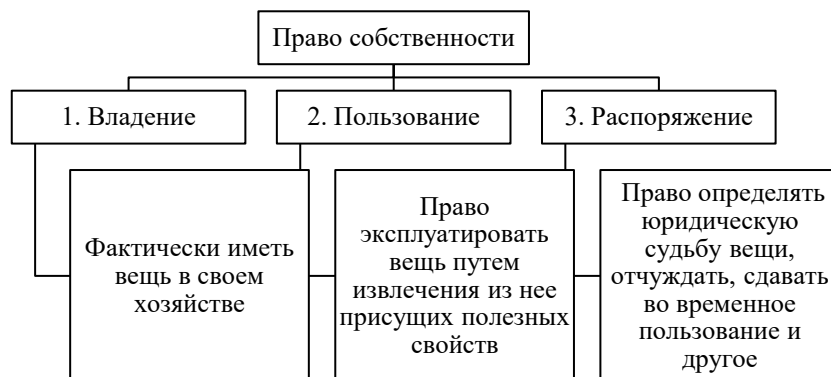 Право собственности
1. Владение
2. Пользование
3. Распоряжение
Фактически иметь
вещь в своем
хозяйстве
Право
эксплуатировать
вещь путем
извлечения из нее
присущих полезных
свойств
Право определять
юридическую
судьбу вещи,
отчуждать, сдавать
во временное
пользование и
другое